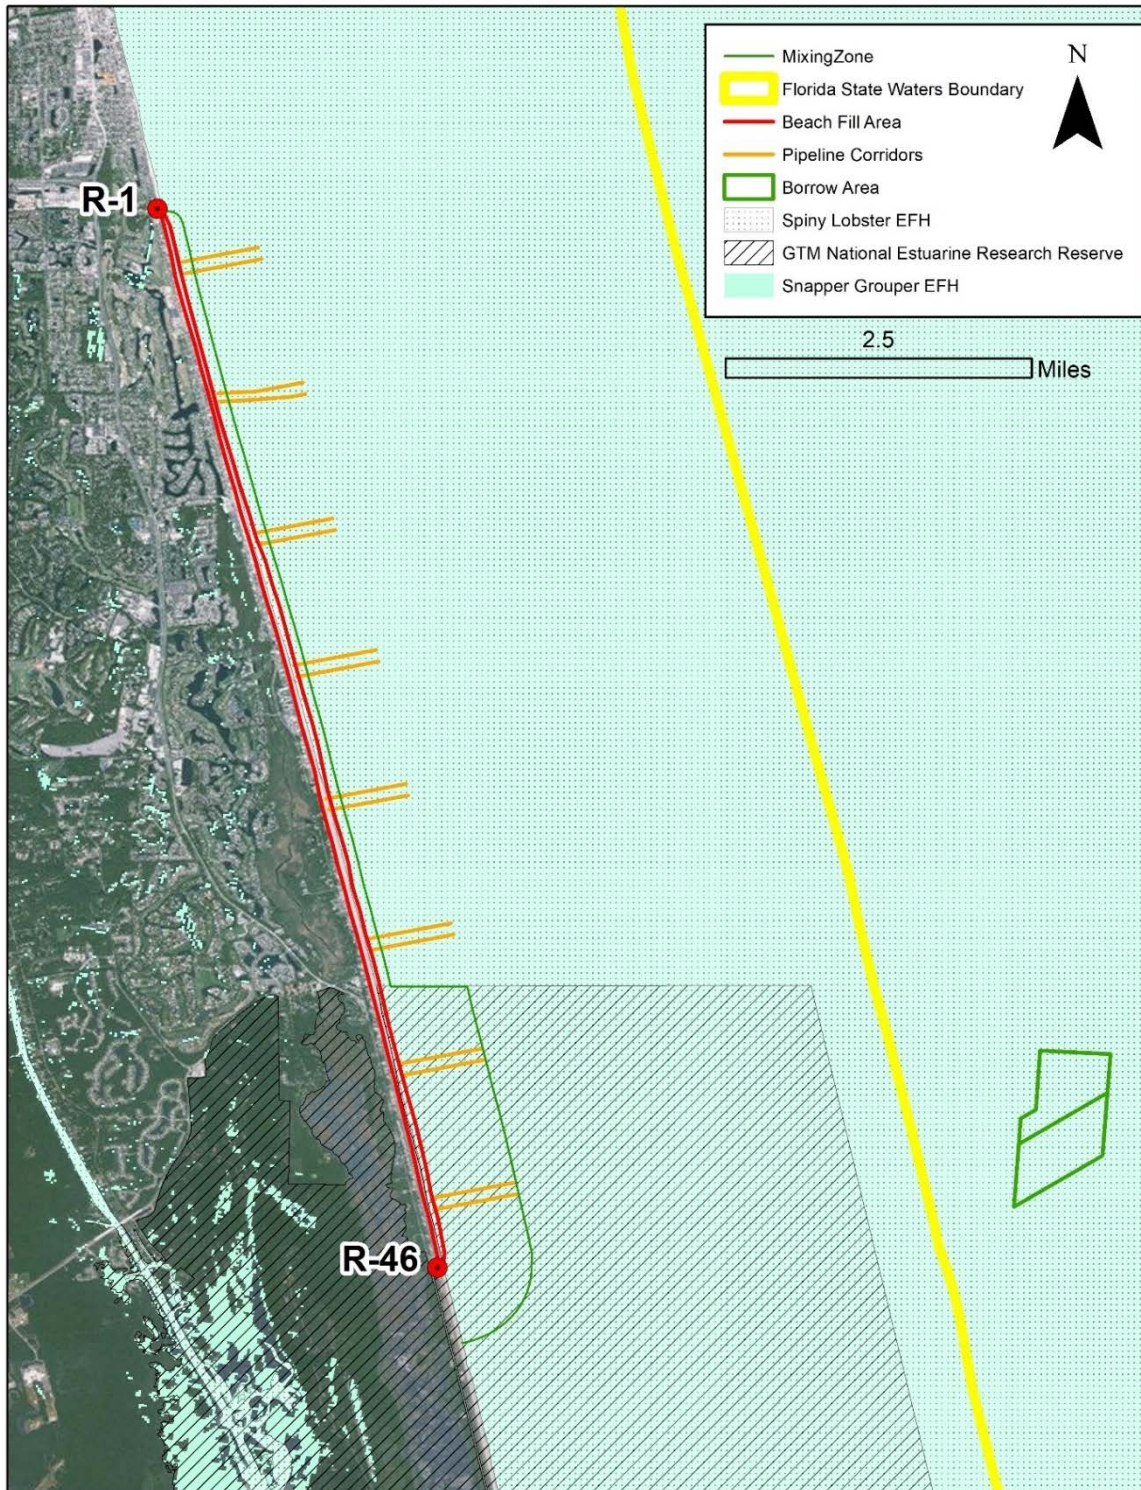 MixingZone
N
Florida State Waters Boundary
Beach Fill Area
Pipeline Corridors
Borrow Area
Spiny Lobster EFH
GTM National Estuarine Research Reserve
Snapper Grouper EFH
2.5
Miles
R-1
R-46